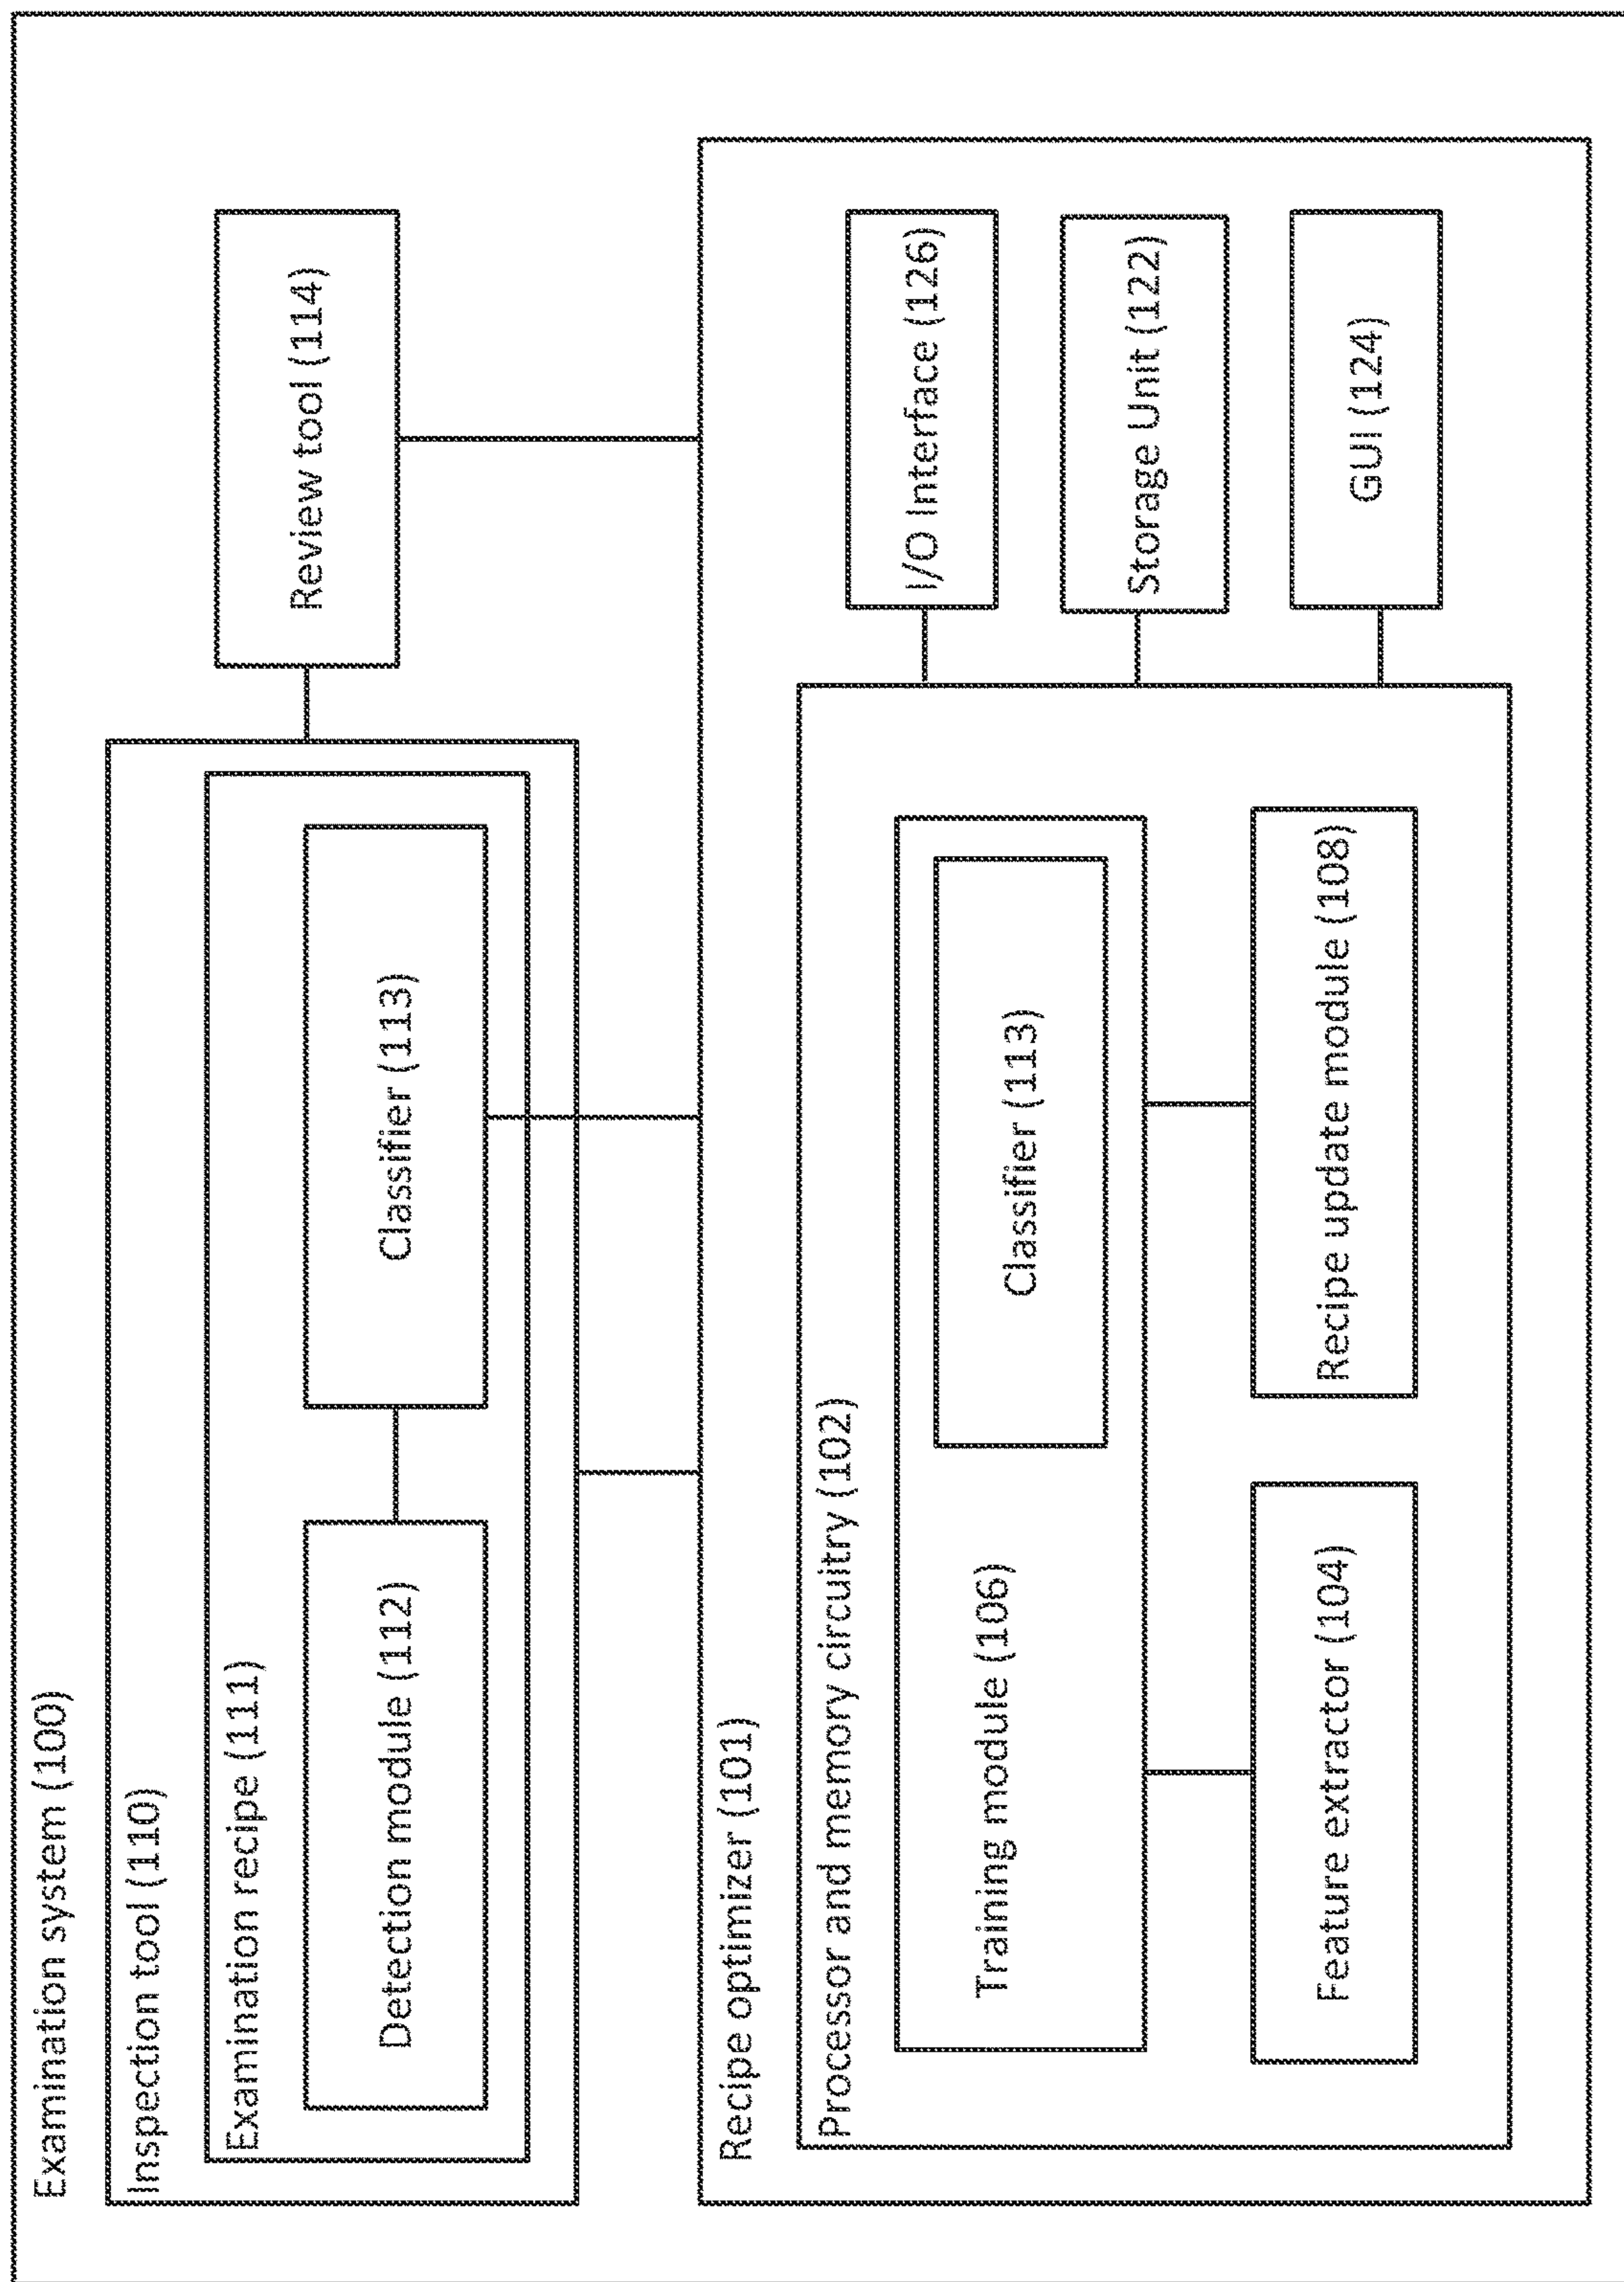 Examination system (100)
Inspection tool (110)
Examination recipe (111)
Detection module (112)
Classifier (113)
Review tool (114)
Recipe optimizer (101)
Processor and memory circuitry (102)
Training module (106)
Classifier (113)
Feature extractor (104)
Recipe update module (108)
I/O Interface (126)
Storage Unit (122)
GUI (124)